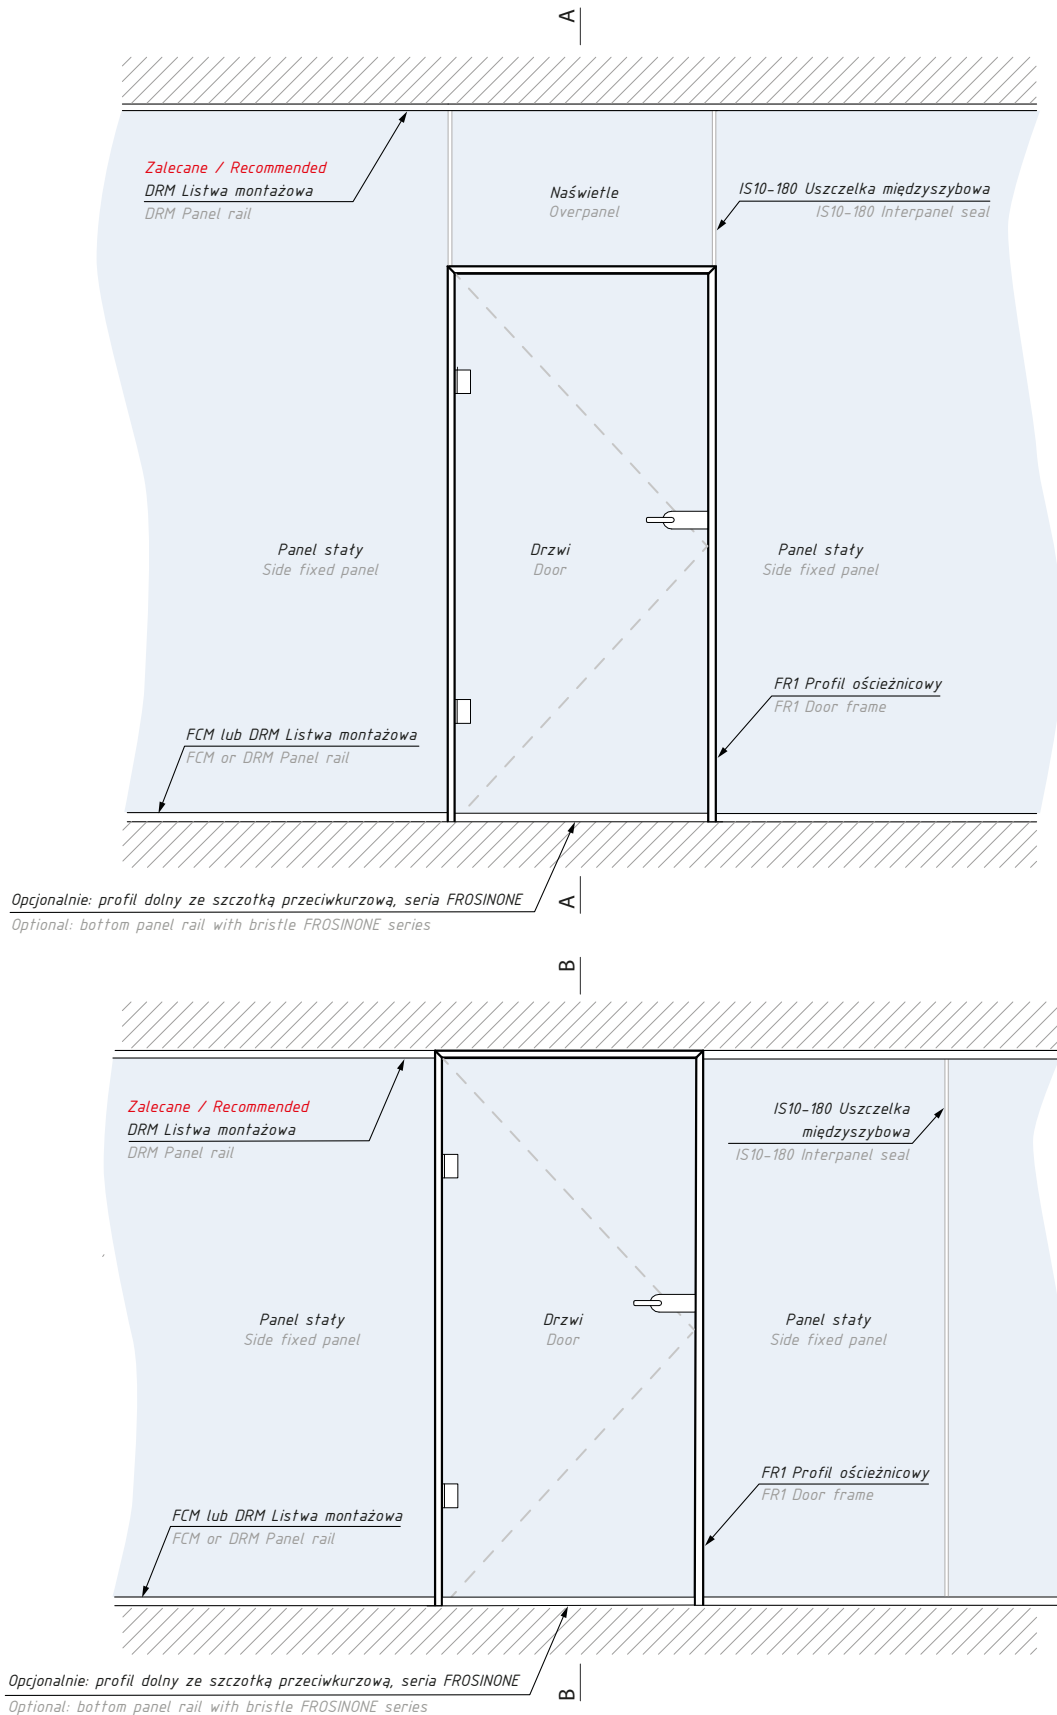 A
Zalecane / Recommended
DRM Listwa montażowa
DRM Panel rail
Naświetle
Overpanel
IS10-180 Uszczelka międzyszybowa
IS10-180 Interpanel seal
Panel stały
Side fixed panel
Drzwi
Door
Panel stały
Side fixed panel
FR1 Profil ościeżnicowy
FR1 Door frame
FCM lub DRM Listwa montażowa
FCM or DRM Panel rail
Opcjonalnie: profil dolny ze szczotką przeciwkurzową, seria FROSINONE
Optional: bottom panel rail with bristle FROSINONE series
A
B
Zalecane / Recommended
DRM Listwa montażowa
DRM Panel rail
IS10-180 Uszczelka
międzyszybowa
IS10-180 Interpanel seal
Panel stały
Side fixed panel
Drzwi
Door
Panel stały
Side fixed panel
FR1 Profil ościeżnicowy
FR1 Door frame
FCM lub DRM Listwa montażowa
FCM or DRM Panel rail
Opcjonalnie: profil dolny ze szczotką przeciwkurzową, seria FROSINONE
Optional: bottom panel rail with bristle FROSINONE series
B